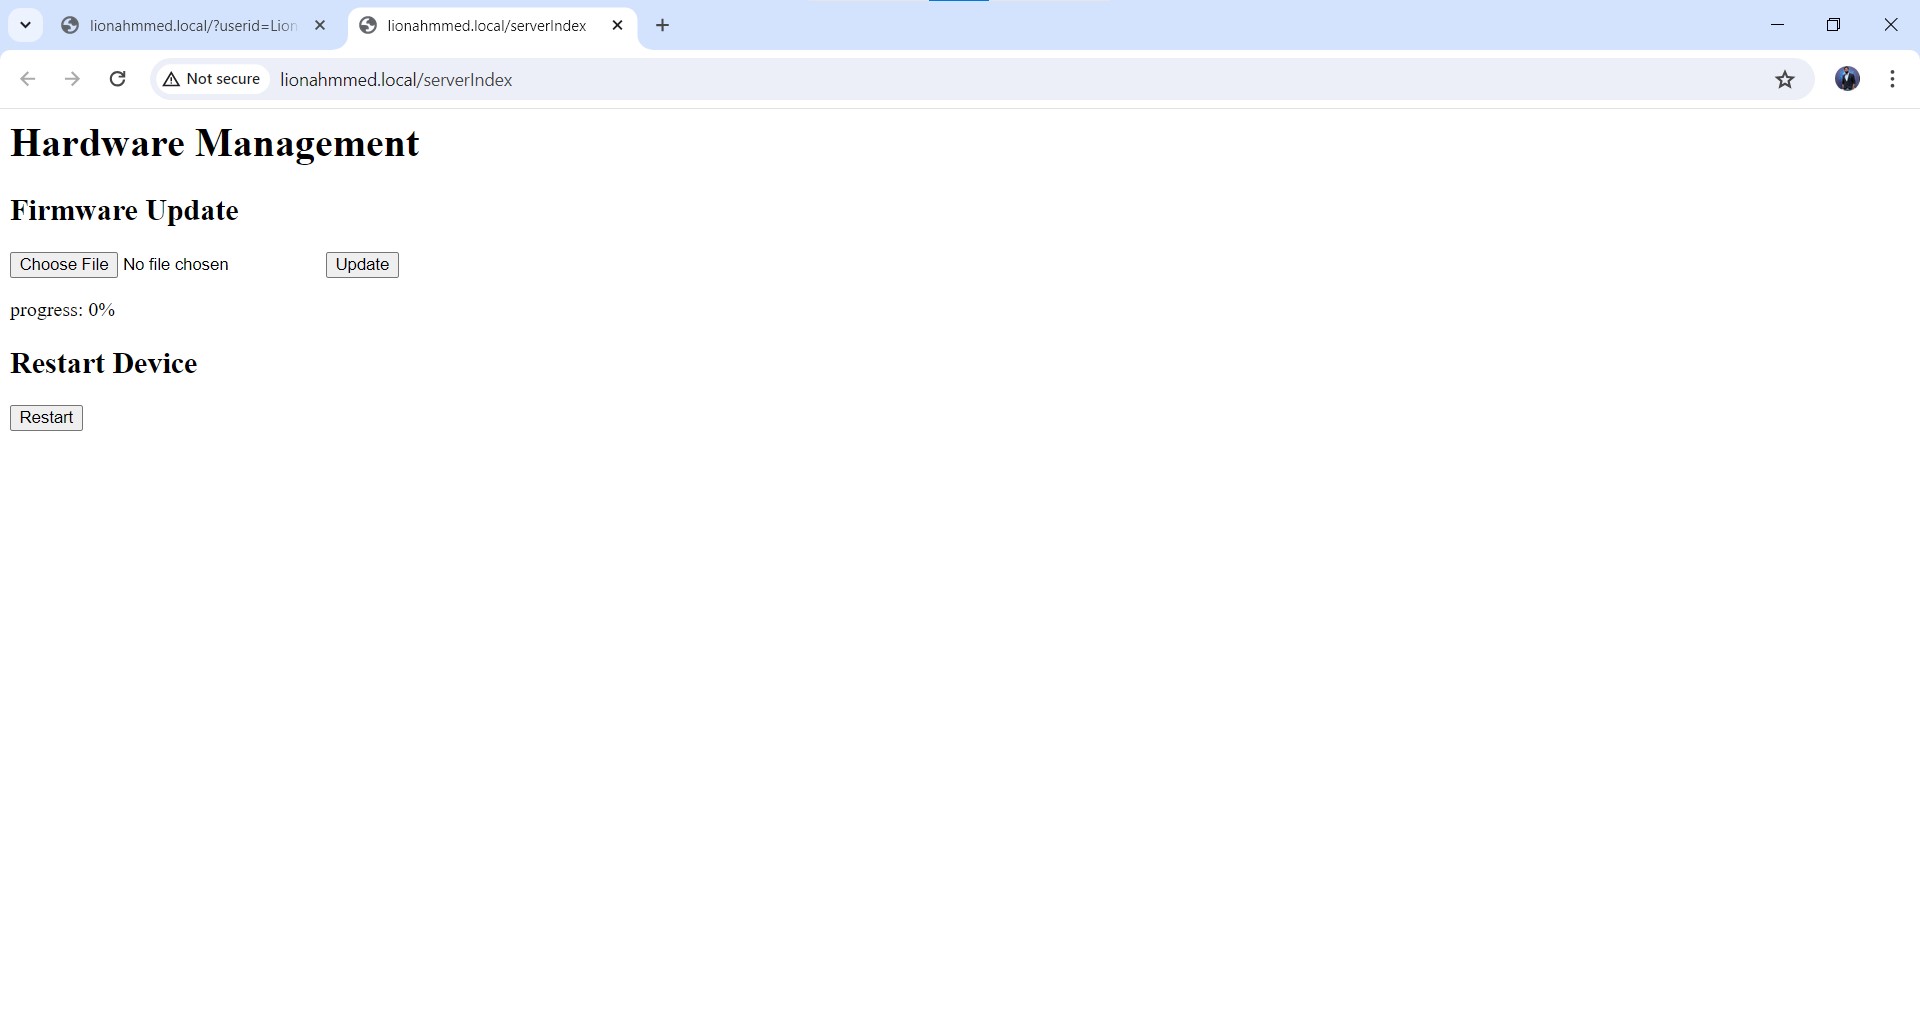 lionahmmed.local/?userid=Lion
lionahmmed.local/serverIndex
Not secure lionahmmed.local/serverIndex
Hardware Management
Firmware Update
Choose File No file chosen Update
progress: 0%
Restart Device
Restart